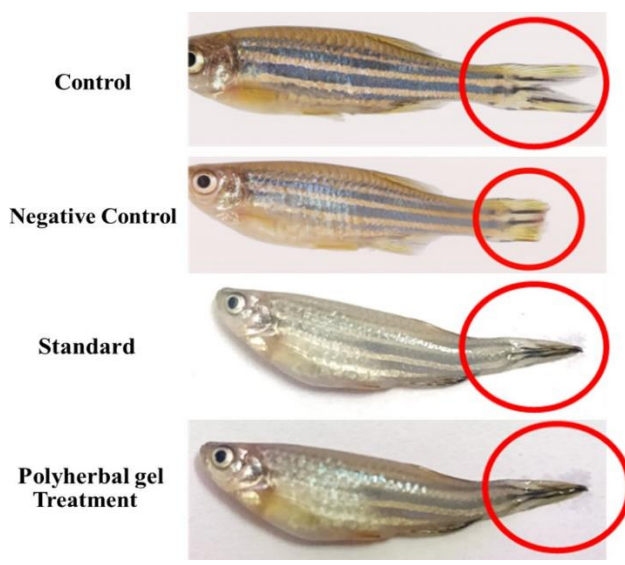 Control
Negative Control
Standard
Polyherbal gel
Treatment